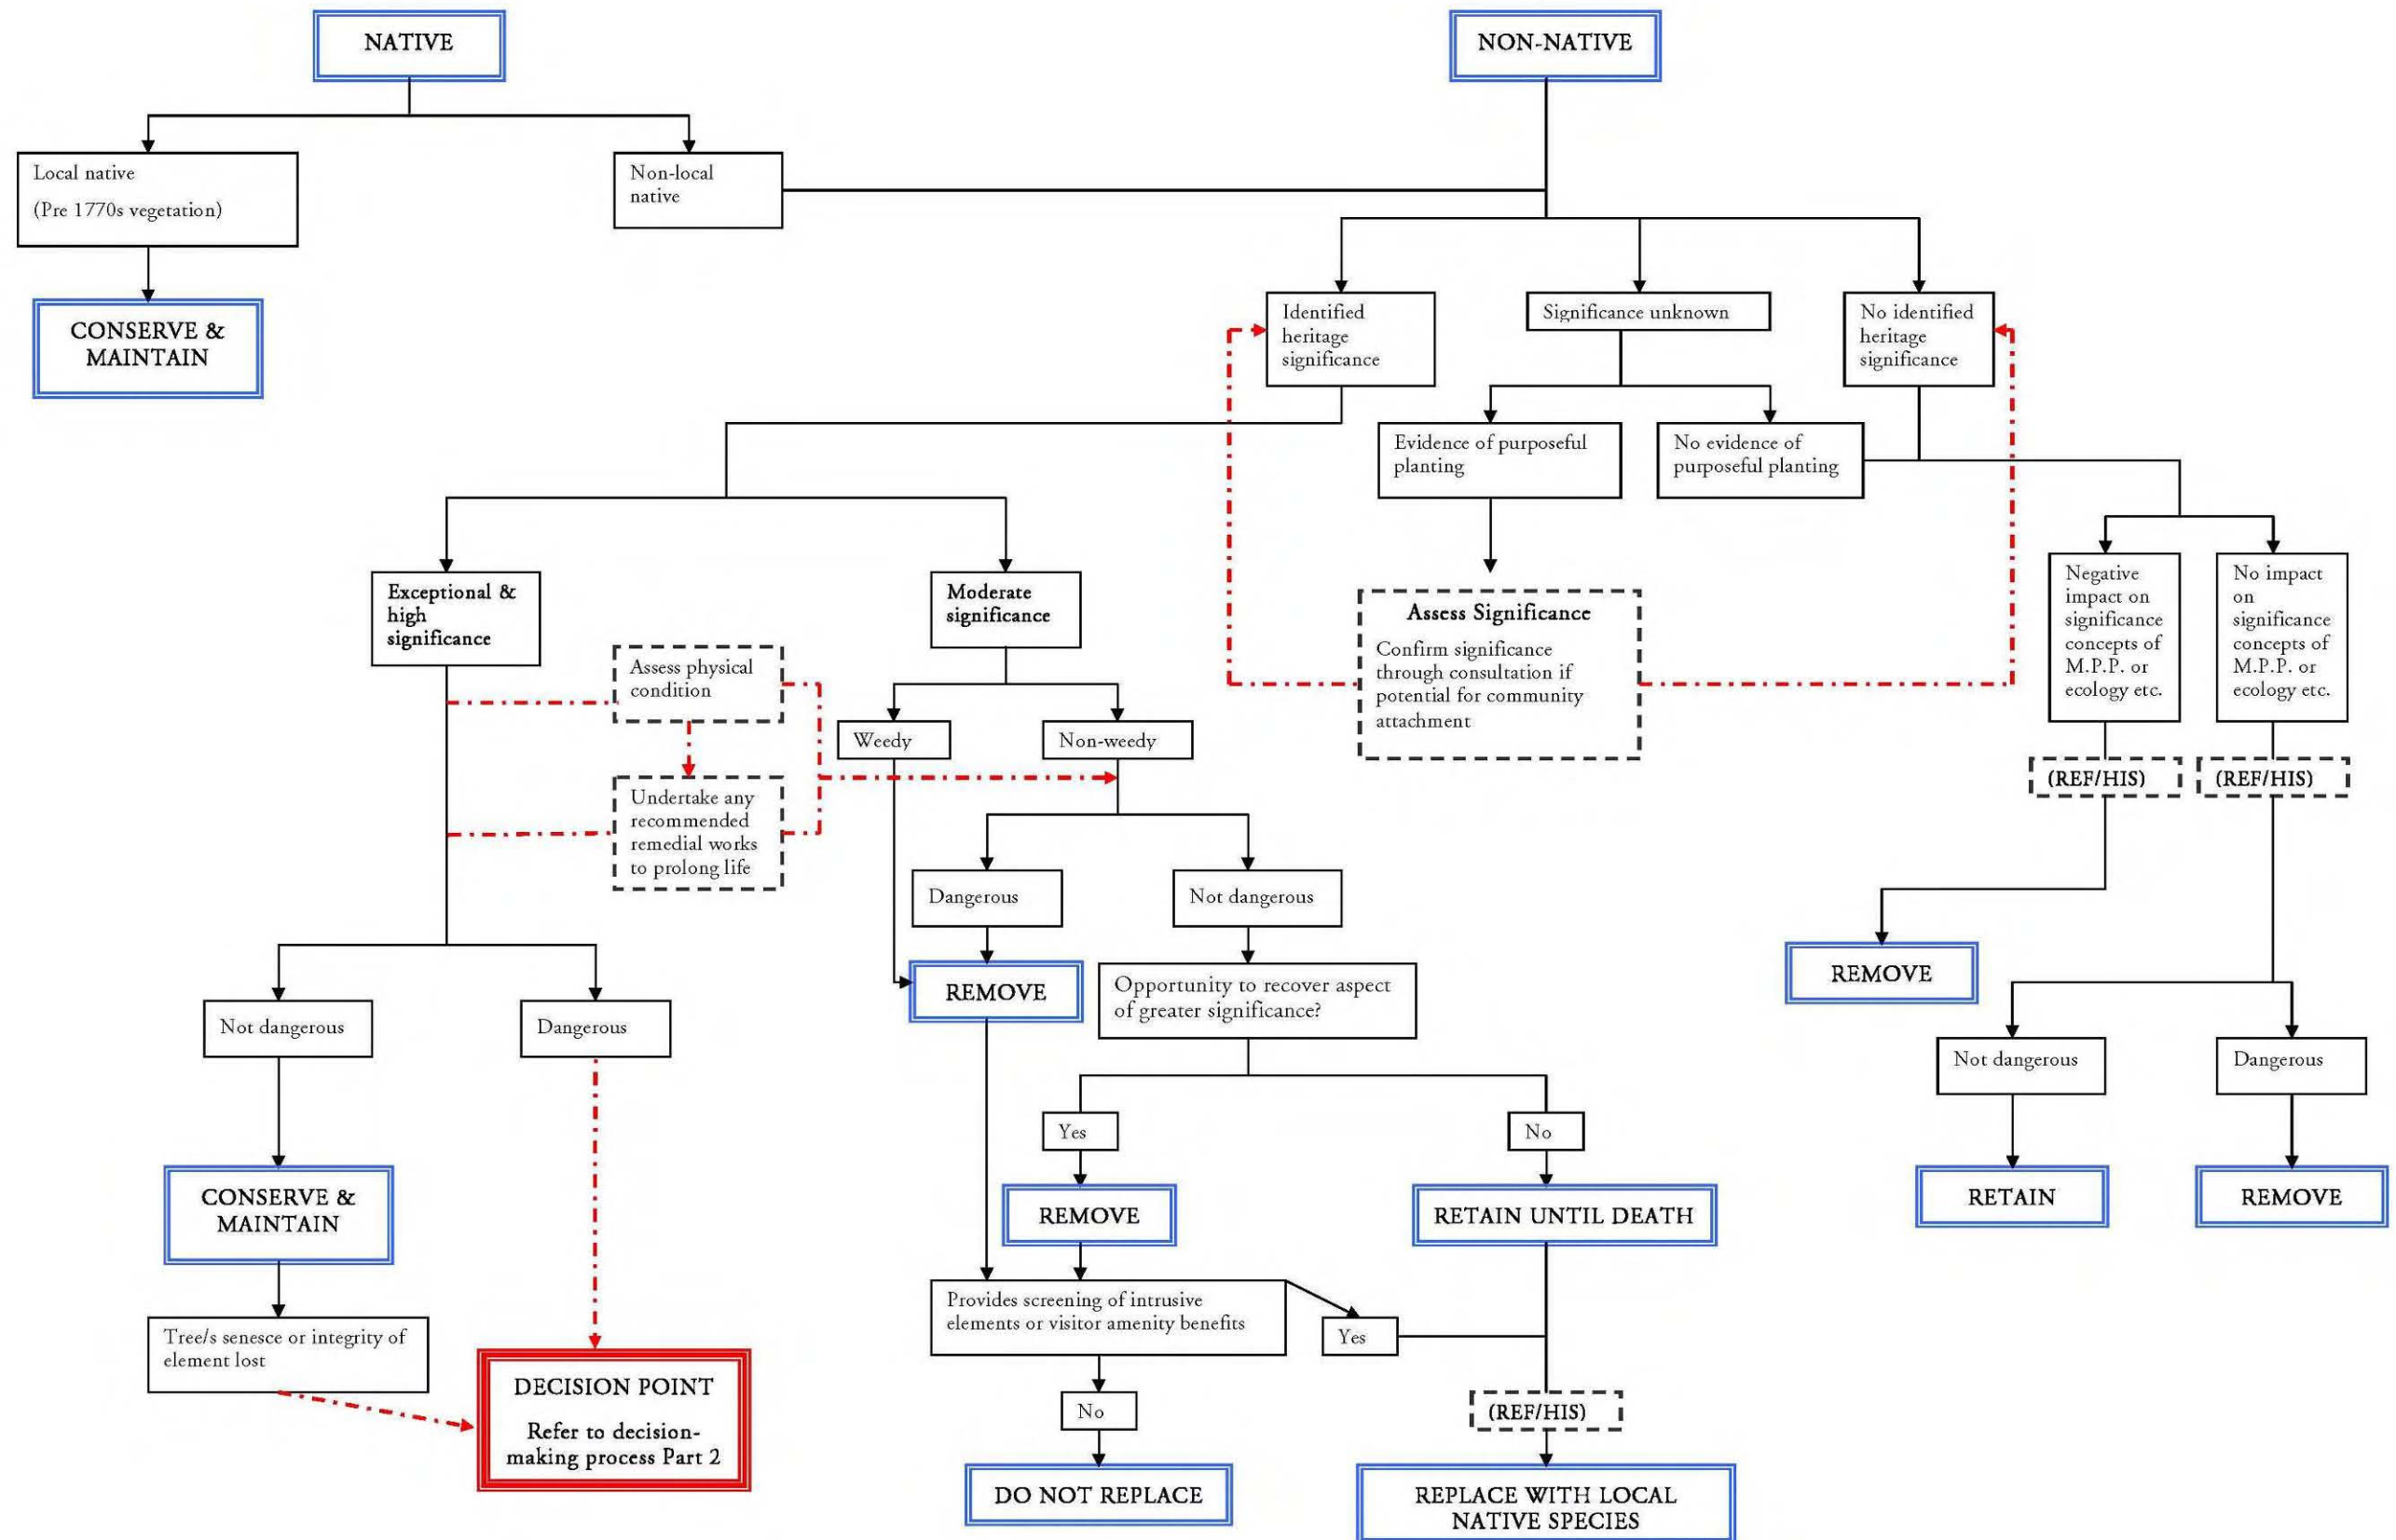 NATIVE
NON-NATIVE
Local native
(Pre 1770s vegetation)
Non-local
native
CONSERVE &
MAINTAIN
Identified
heritage
significance
Significance unknown
No identified
heritage
significance
Evidence of purposeful
planting
No evidence of
purposeful planting
Exceptional &
high
significance
Moderate
significance
Assess Significance
Confirm significance
through consultation if
potential for community
attachment
Negative
impact on
significance
concepts of
M.P.P. or
ecology etc.
No impact
on
significance
concepts of
M.P.P. or
ecology etc.
Assess physical
condition
Weedy
Non-weedy
(REF/HIS)
(REF/HIS)
Undertake any
recommended
remedial works
to prolong life
Dangerous
Not dangerous
REMOVE
Opportunity to recover aspect
of greater significance?
REMOVE
Not dangerous
Dangerous
Not dangerous
Dangerous
Yes
No
CONSERVE &
MAINTAIN
REMOVE
RETAIN UNTIL DEATH
RETAIN
REMOVE
Tree/s senesce or integrity of
element lost
Provides screening of intrusive
elements or visitor amenity benefits
Yes
DECISION POINT
Refer to decision-
making process Part 2
No
(REF/HIS)
DO NOT REPLACE
REPLACE WITH LOCAL
NATIVE SPECIES